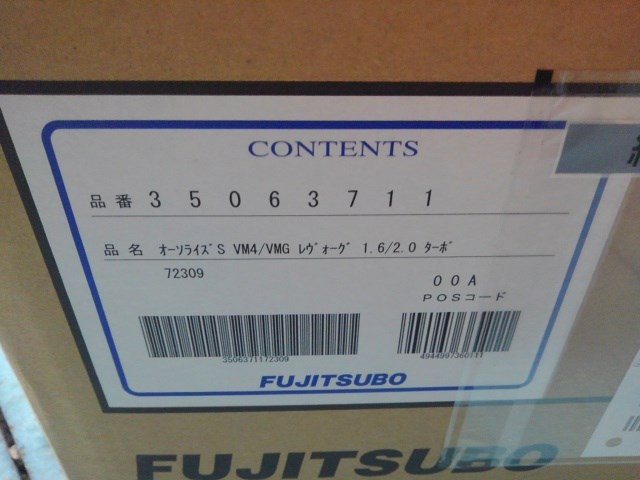 CONTENTS
品番 3 5 0 6 3 7 1 1
品名 ｵｰｿﾗｲｽﾞS VM4/VMG ﾚｳﾞｫｰｸﾞ 1.6/2.0 ﾀｰﾎﾞ
72309
00A
POSコード
3506371172309
FUJITSUBO
FUJITSUBO